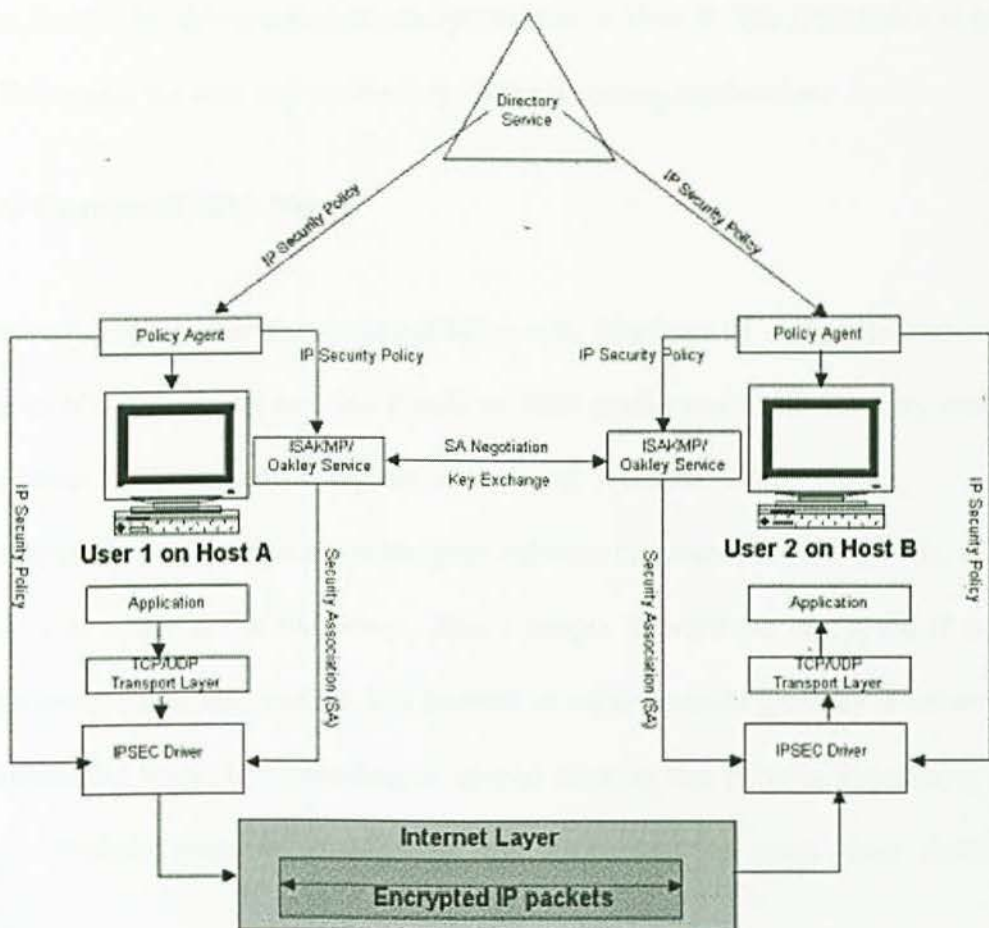 Directory
Service
IP Security Policy
IP Security Policy
Policy Agent
Policy Agent
IP Security Policy
IP Security Policy
ISAKMP/
Oakley Service
SA Negotiation
Key Exchange
ISAKMP/
Oakley Service
IP Security Policy
IP Security Policy
User 1 on Host A
User 2 on Host B
Security Association (SA)
Security Association (SA)
Application
Application
TCP/UDP
Transport Layer
TCP/UDP
Transport Layer
IPSEC Driver
IPSEC Driver
Internet Layer
Encrypted IP packets